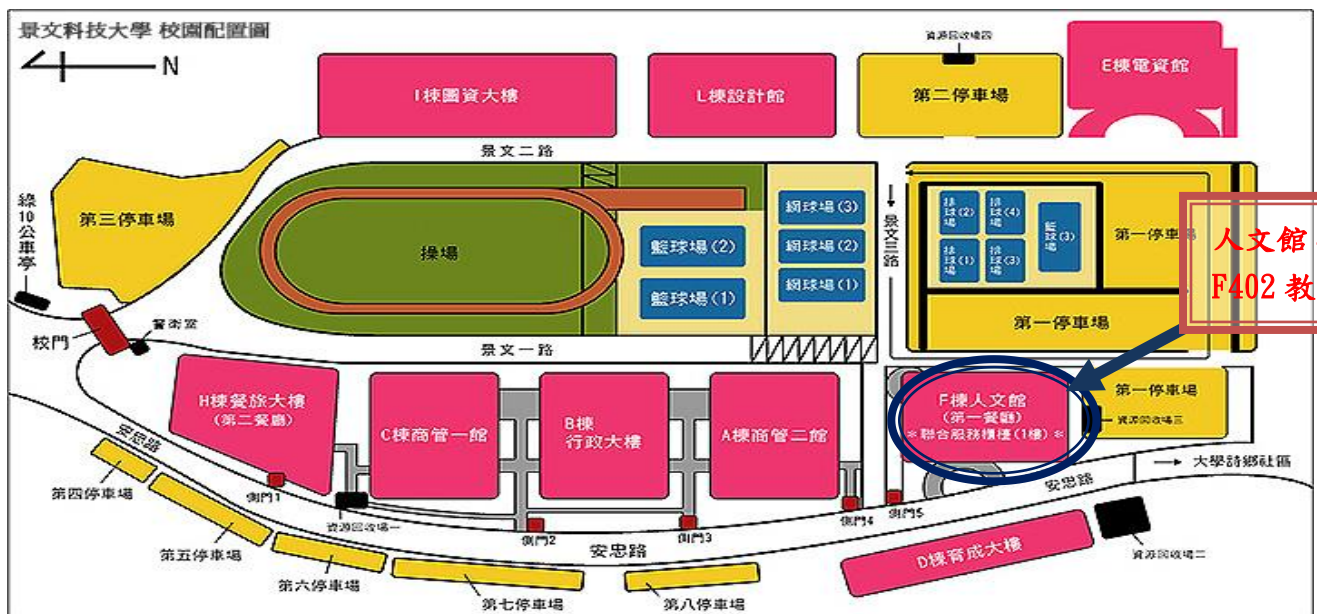 景文科技大學 校園配置圖
N
I棟圖資大樓
L棟設計館
資源回收場四
第二停車場
E棟電資館
景文二路
綠10公車亭
第三停車場
操場
籃球場(2)
籃球場(1)
網球場(3)
網球場(2)
網球場(1)
景文三路
排球場(2)
排球場(4)
排球場(1)
排球場(3)
籃球場(3)
第一停車場
第一停車場
人文館
F402 教
校門
警衛室
景文一路
H棟餐旅大樓
(第二餐廳)
C棟商管一館
B棟
行政大樓
A棟商管二館
F棟人文館
(第一餐廳)
*聯合服務櫃檯(1樓)*
第一停車場
資源回收場三
安忠路
大學詩鄉社區
安忠路
第四停車場
側門1
資源回收場一
側門2
側門3
側門4
側門5
第五停車場
安忠路
第六停車場
第七停車場
第八停車場
D棟育成大樓
資源回收場二